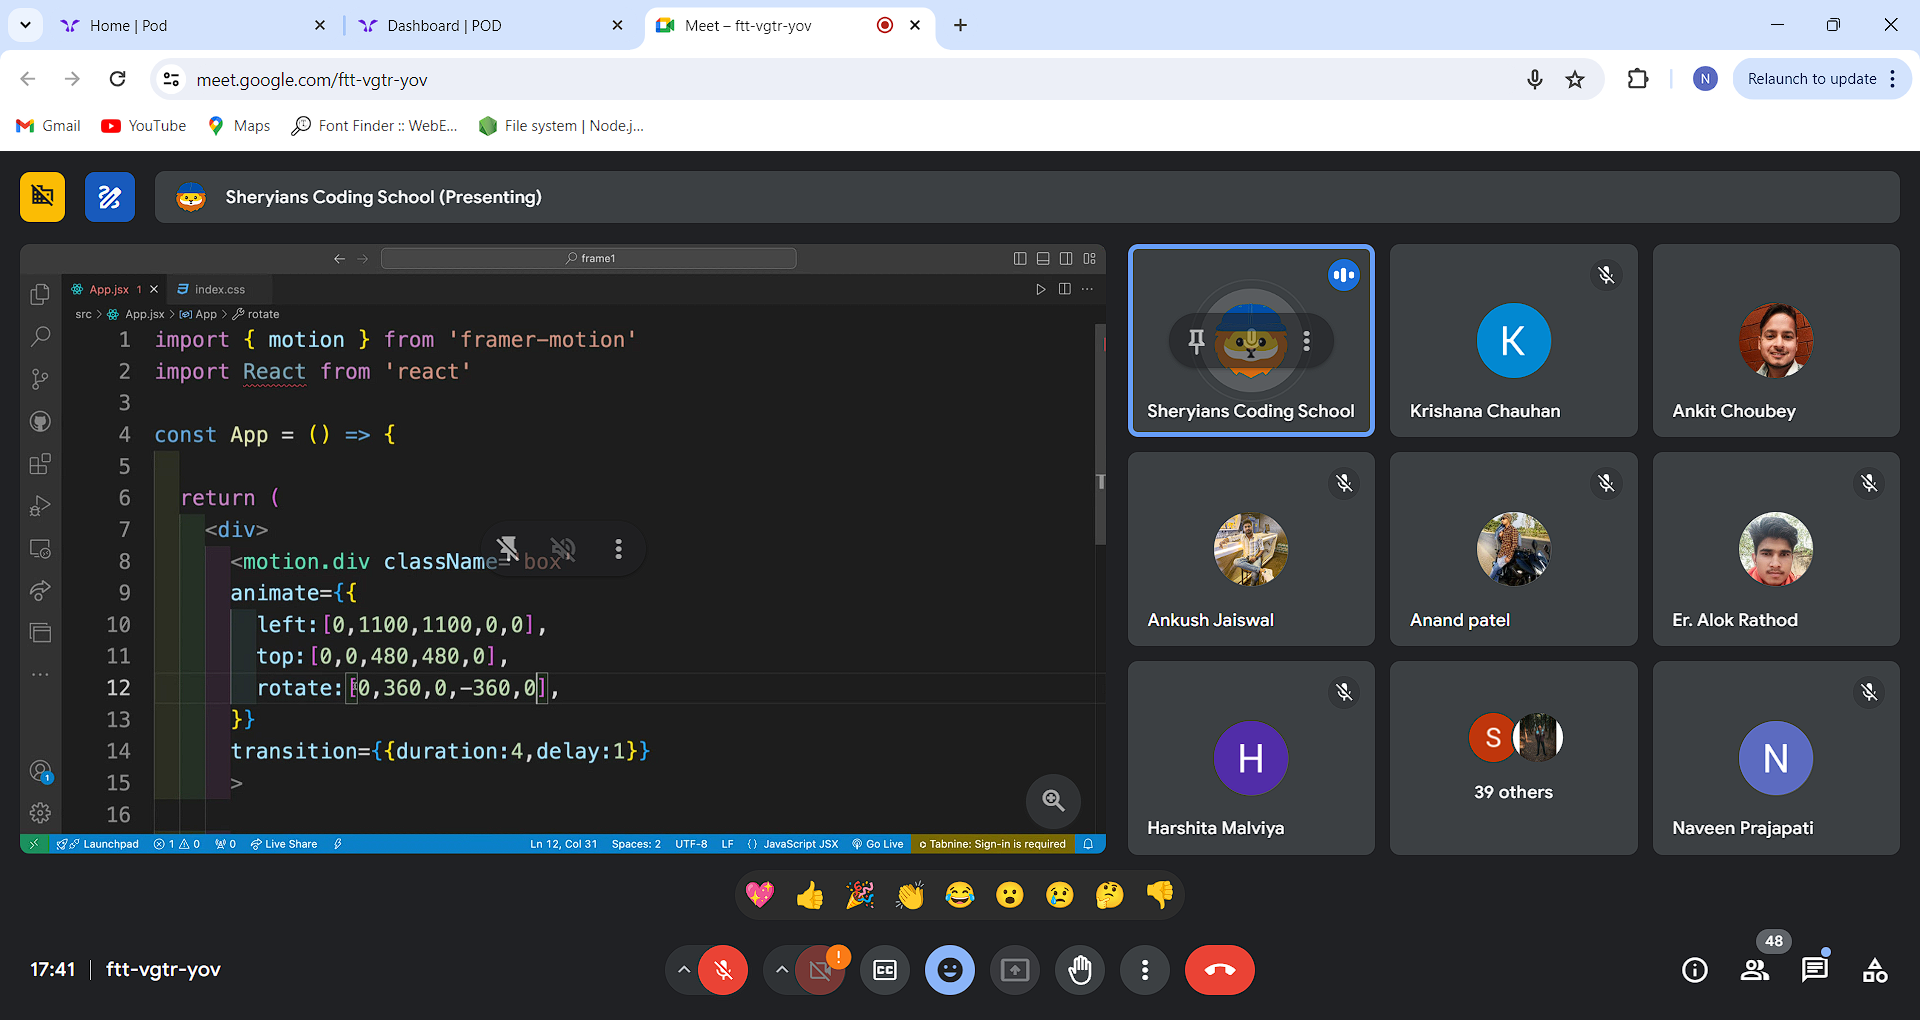 Home | Pod
Dashboard | POD
Meet – ftt-vgtr-yov
meet.google.com/ftt-vgtr-yov
N
Relaunch to update
Gmail
YouTube
Maps
Font Finder :: WebE...
File system | Node.j...
Sheryians Coding School (Presenting)
frame1
App.jsx 1
index.css
src > App.jsx > App > rotate
1 import { motion } from 'framer-motion'
2 import React from 'react'
3
4 const App = () => {
5
6 return (
7 <div>
8 <motion.div className="box"
9 animate={{
10 left:[0,1100,1100,0,0],
11 top:[0,0,480,480,0],
12 rotate:[0,360,0,-360,0],
13 }}
14 transition={{duration:4,delay:1}}
15 >
16
1
Launchpad
1 0
0
Live Share
Ln 12, Col 31
Spaces: 2
UTF-8
LF
JavaScript JSX
Go Live
Tabnine: Sign-in is required
Sheryians Coding School
K
Krishana Chauhan
Ankit Choubey
Ankush Jaiswal
Anand patel
Er. Alok Rathod
H
Harshita Malviya
S
39 others
N
Naveen Prajapati
17:41 | ftt-vgtr-yov
CC
48